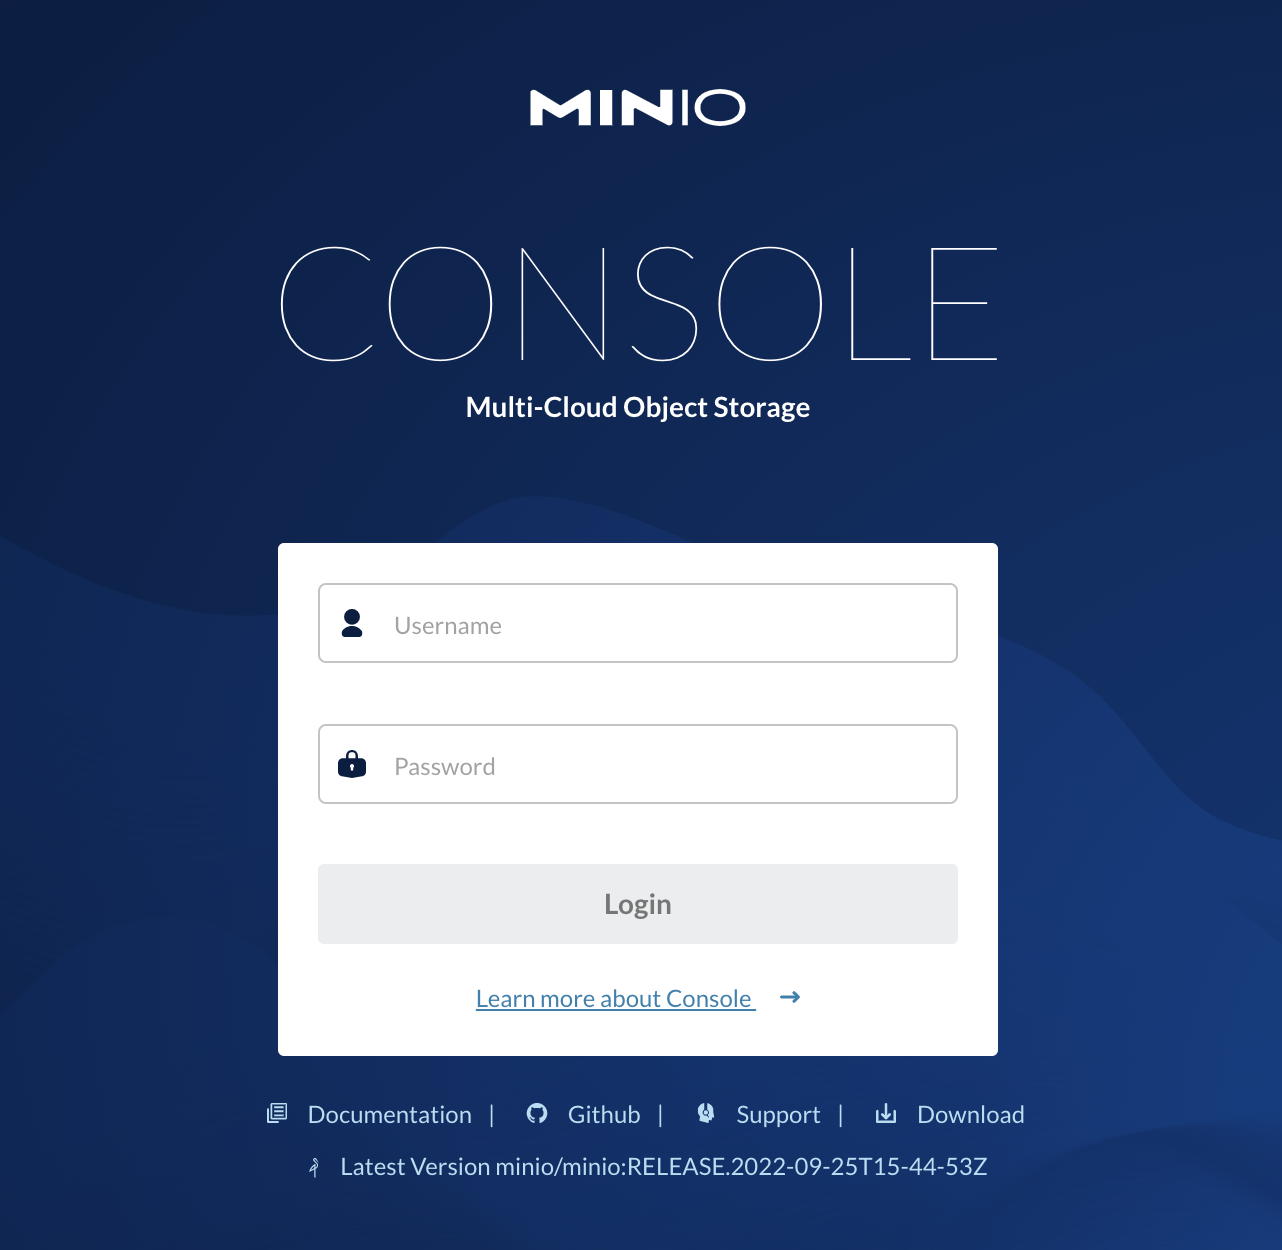 MINIO
CONSOLE
Multi-Cloud Object Storage
Username
Password
Login
Learn more about Console
Documentation | Github | Support | Download
Latest Version minio/minio:RELEASE.2022-09-25T15-44-53Z